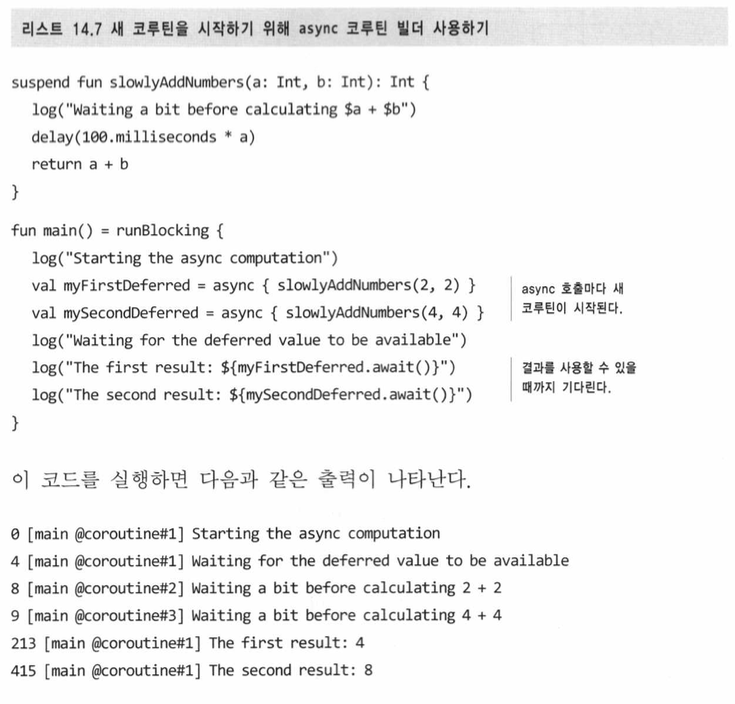 리스트 14.7 새 코루틴을 시작하기 위해 async 코루틴 빌더 사용하기
suspend fun slowlyAddNumbers(a: Int, b: Int): Int {
log("Waiting a bit before calculating $a + $b")
delay(100.milliseconds * a)
return a + b
}
fun main() = runBlocking {
log("Starting the async computation")
val myFirstDeferred = async { slowlyAddNumbers(2, 2) }
val mySecondDeferred = async { slowlyAddNumbers(4, 4) }
async 호출마다 새
코루틴이 시작된다.
log("Waiting for the deferred value to be available")
log("The first result: ${myFirstDeferred.await()}")
log("The second result: ${mySecondDeferred.await()}")
결과를 사용할 수 있을
때까지 기다린다.
}
이 코드를 실행하면 다음과 같은 출력이 나타난다.
0 [main @coroutine#1] Starting the async computation
4 [main @coroutine#1] Waiting for the deferred value to be available
8 [main @coroutine#2] Waiting a bit before calculating 2 + 2
9 [main @coroutine#3] Waiting a bit before calculating 4 + 4
213 [main @coroutine#1] The first result: 4
415 [main @coroutine#1] The second result: 8